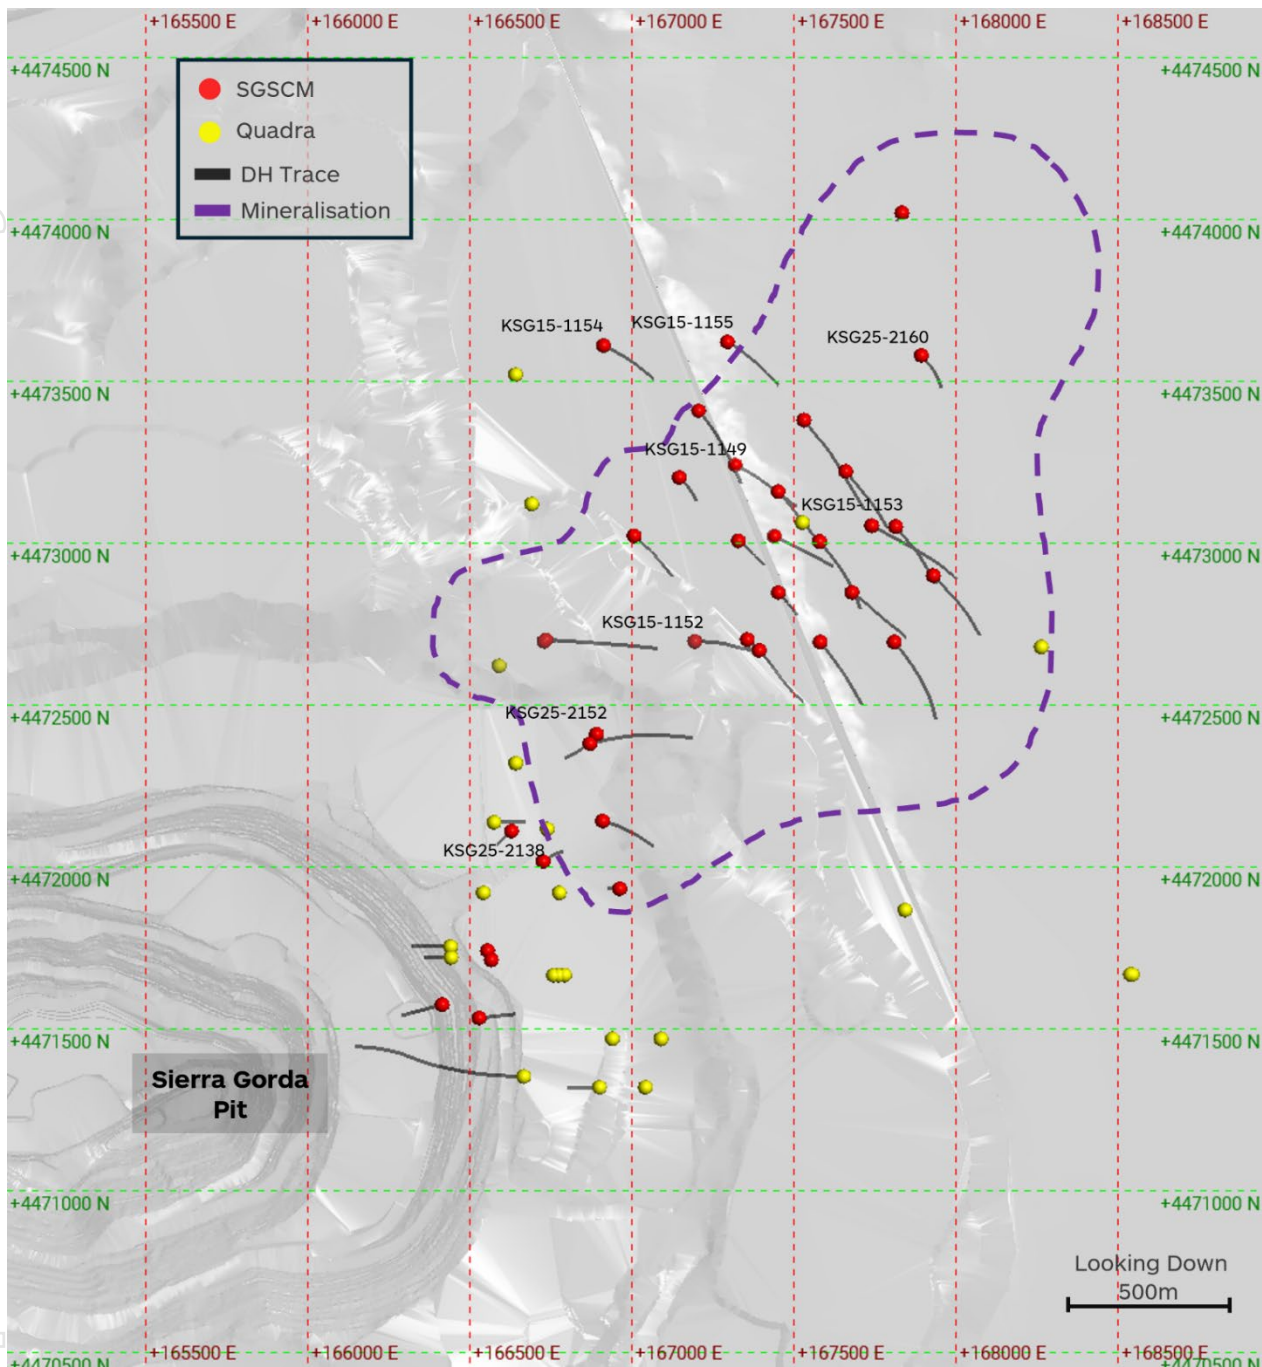 +165500 E +166000 E +166500 E +167000 E +167500 E +168000 E +168500 E
+4474500 N +4474500 N
SGSCM
Quadra
DH Trace
Mineralisation
+4474000 N +4474000 N
KSG15-1154 KSG15-1155
KSG25-2160
+4473500 N +4473500 N
KSG15-1149
KSG15-1153
+4473000 N +4473000 N
KSG15-1152
+4472500 N +4472500 N
KSG25-2152
KSG25-2138
+4472000 N +4472000 N
+4471500 N +4471500 N
Sierra Gorda
Pit
+4471000 N +4471000 N
Looking Down
500m
+165500 E +166000 E +166500 E +167000 E +167500 E +168000 E +168500 E
+4470500 N +4470500 N